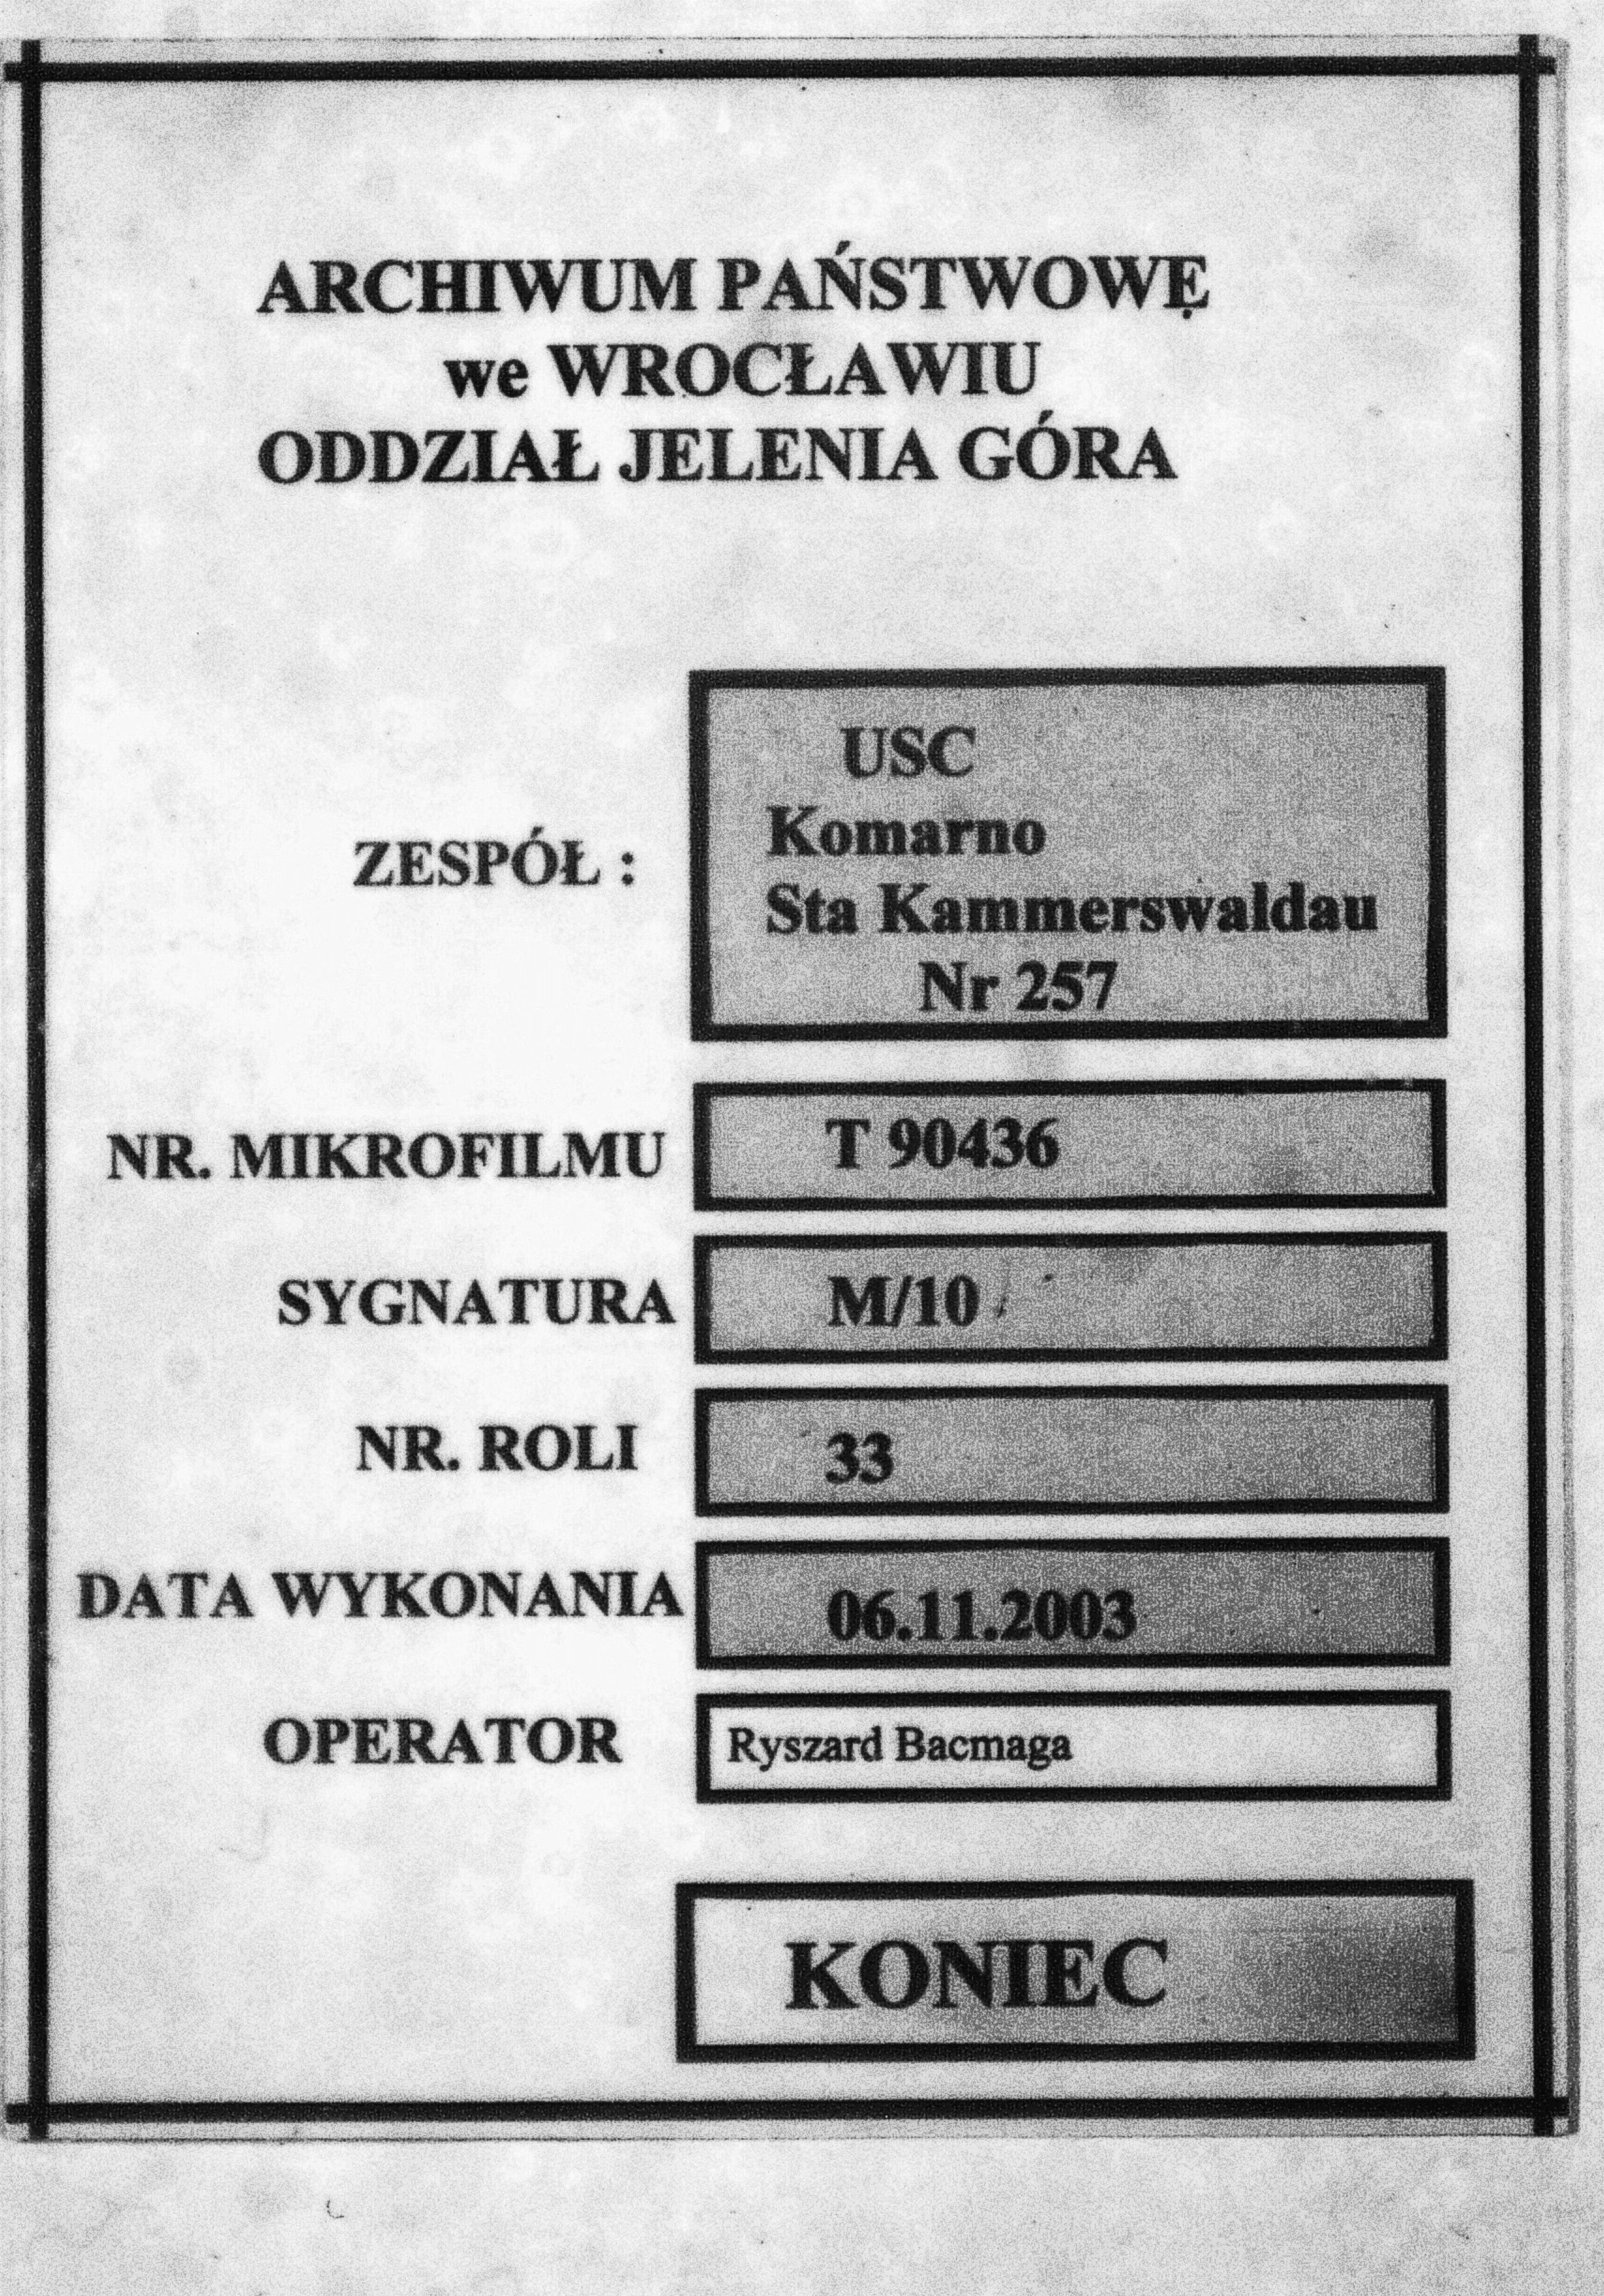 ARCHIWUM PAŃSTWOWE
we WROCŁAWIU
ODDZIAŁ JELENIA GÓRA
ZESPÓŁ :
USC
Komarno
Sta Kammerswaldau
Nr 257
NR. MIKROFILMU
T 90436
SYGNATURA
M/10
NR. ROLI
33
DATA WYKONANIA
06.11.2003
OPERATOR
Ryszard Bacmaga
KONIEC